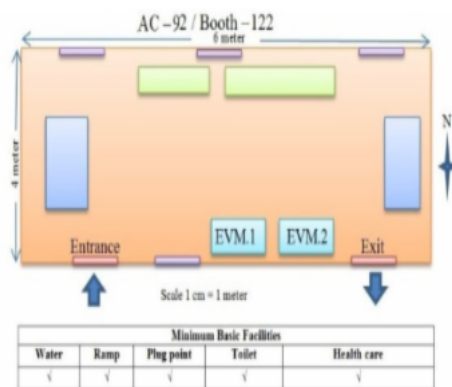 AC –92 / Booth –122
6 meter
4 meter
N
EVM.1 EVM.2
Entrance Exit
Scale 1 cm = 1 meter
Minimum Basic Facilities
Water Ramp Plug point Toilet Health care
√ √ √ √ √